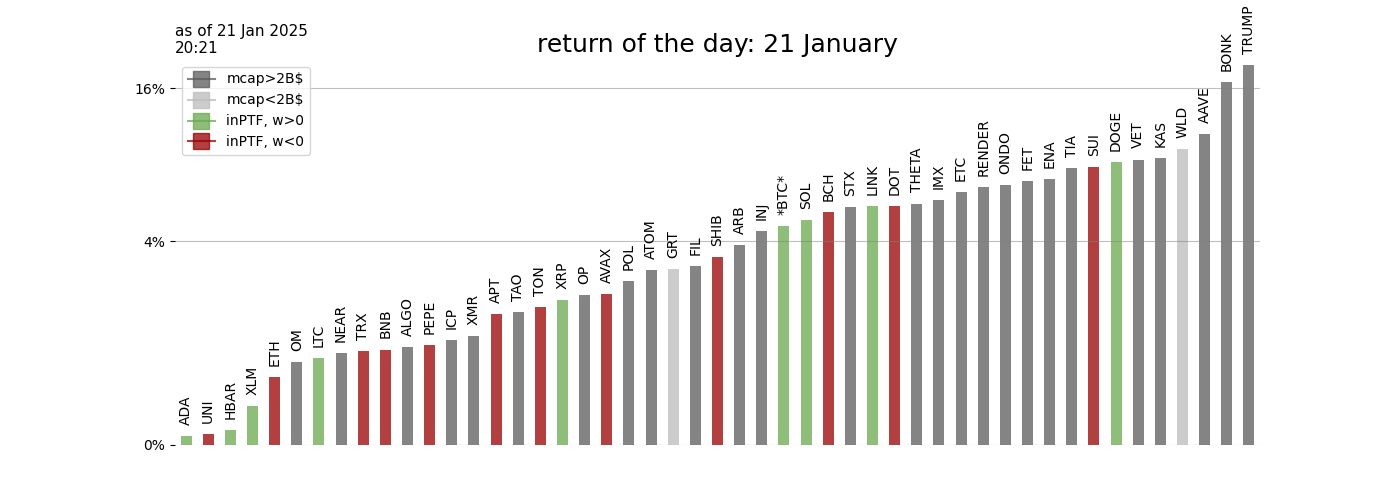 as of 21 Jan 2025
20:21
return of the day: 21 January
mcap>2B$
mcap<2B$
inPTF, w>0
inPTF, w<0
16%
4%
0%
ADA
UNI
HBAR
XLM
ETH
OM
LTC
NEAR
TRX
BNB
ALGO
PEPE
ICP
XMR
APT
TAO
TON
XRP
OP
AVAX
POL
ATOM
GRT
FIL
SHIB
ARB
INJ
*BTC*
SOL
BCH
STX
LINK
DOT
THETA
IMX
ETC
RENDER
ONDO
FET
ENA
TIA
SUI
DOGE
VET
KAS
WLD
AAVE
BONK
TRUMP